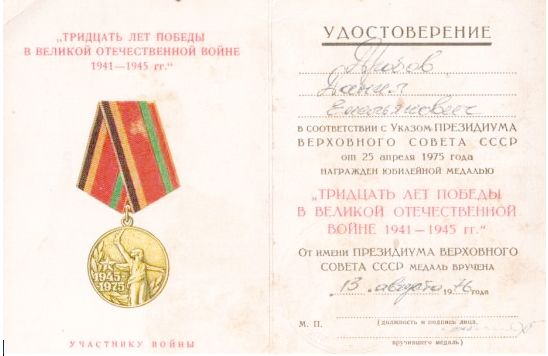 „ТРИДЦАТЬ ЛЕТ ПОБЕДЫ
В ВЕЛИКОЙ ОТЕЧЕСТВЕННОЙ ВОЙНЕ
1941—1945 гг.“
1945
1975
УЧАСТНИКУ ВОЙНЫ
УДОСТОВЕРЕНИЕ
Данил
Емельянович
В СООТВЕТСТВИИ С УКАЗОМ ПРЕЗИДИУМА
ВЕРХОВНОГО СОВЕТА СССР
от 25 апреля 1975 года
НАГРАЖДЕН ЮБИЛЕЙНОЙ МЕДАЛЬЮ
„ТРИДЦАТЬ ЛЕТ ПОБЕДЫ
В ВЕЛИКОЙ ОТЕЧЕСТВЕННОЙ
ВОЙНЕ 1941—1945 гг.“
ОТ ИМЕНИ ПРЕЗИДИУМА ВЕРХОВНОГО
СОВЕТА СССР МЕДАЛЬ ВРУЧЕНА
13 августа 1976 года
М. П.
(должность и подпись лица,
вручившего медаль)